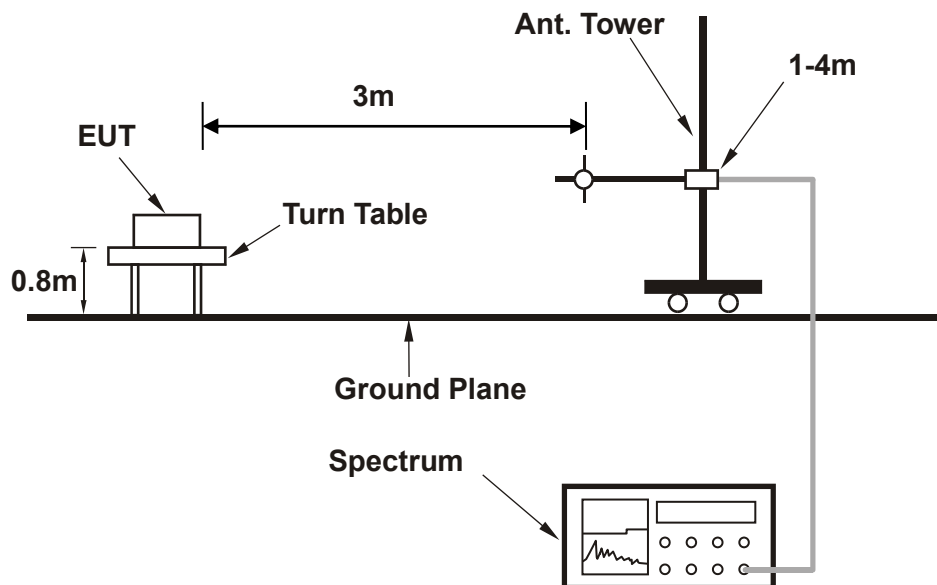 Ant. Tower
1-4m
3m
EUT
Turn Table
0.8m
Ground Plane
Spectrum